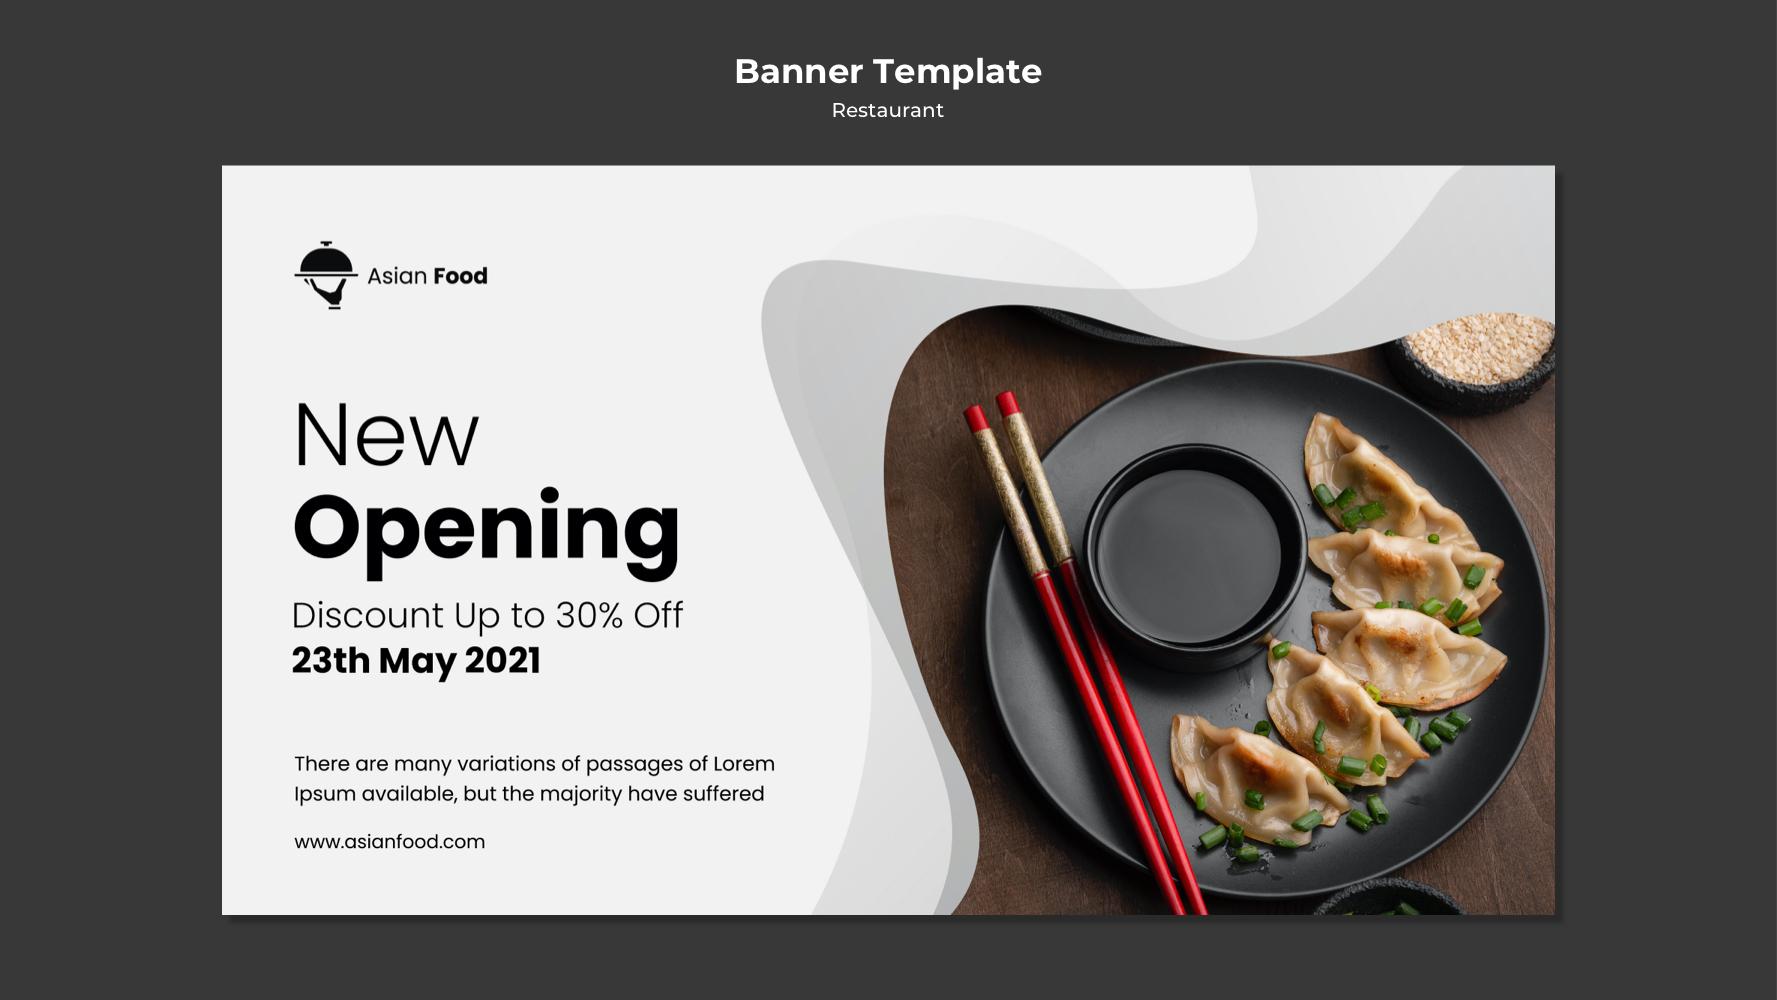 Banner Template
Restaurant
Asian Food
New
Opening
Discount Up to 30% Off
23th May 2021
There are many variations of passages of Lorem
Ipsum available, but the majority have suffered
www.asianfood.com